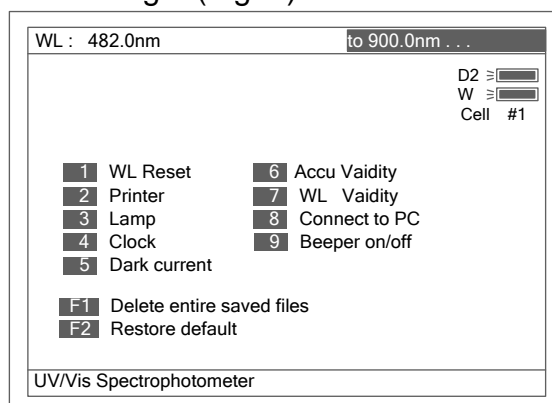 WL : 482.0nm to 900.0nm . . .
D2
W
Cell #1
1 WL Reset 6 Accu Vaidity
2 Printer 7 WL Vaidity
3 Lamp 8 Connect to PC
4 Clock 9 Beeper on/off
5 Dark current
F1 Delete entire saved files
F2 Restore default
UV/Vis Spectrophotometer